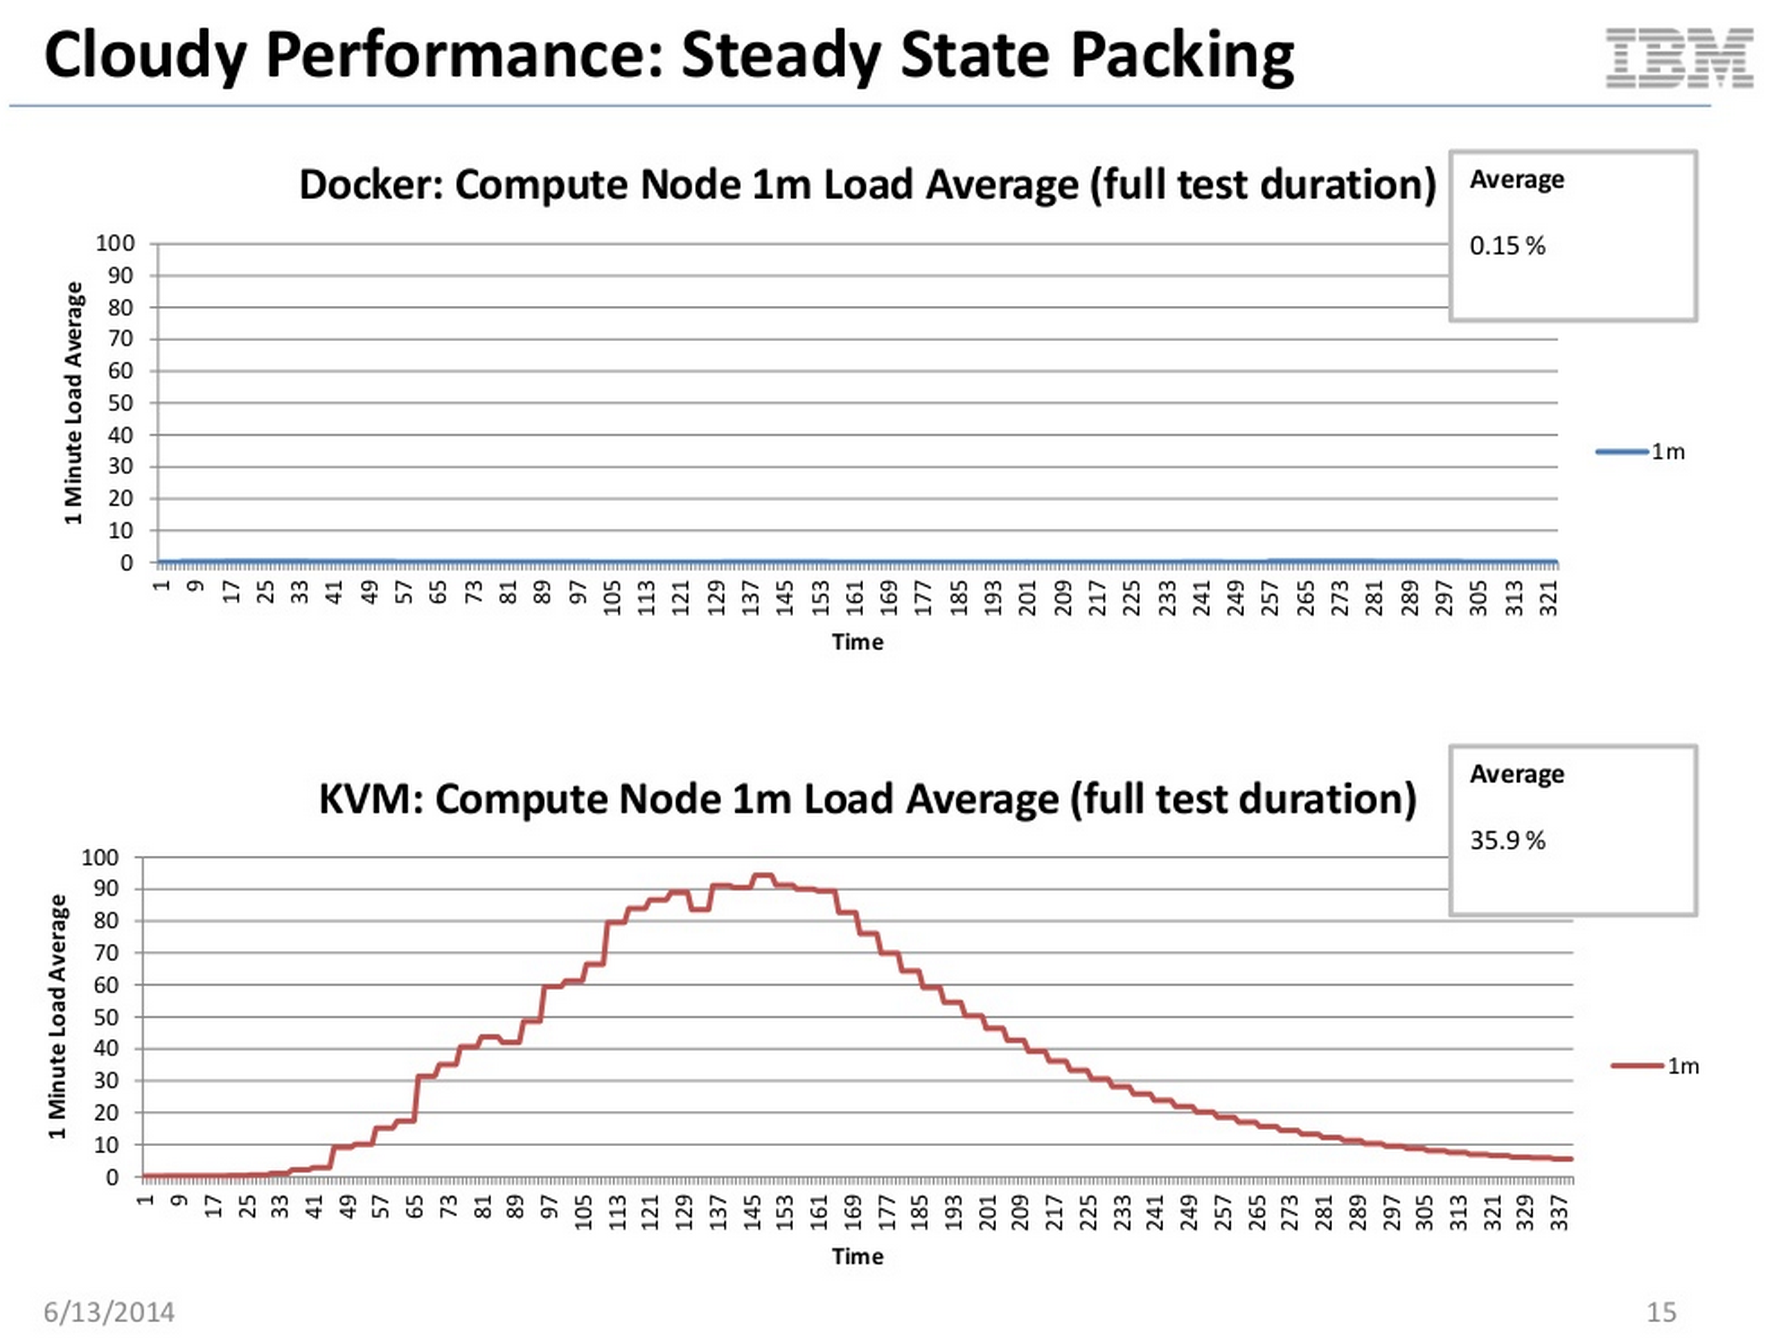 Cloudy Performance: Steady State Packing
IBM
Docker: Compute Node 1m Load Average (full test duration)
Average
0.15 %
1 Minute Load Average
100
90
80
70
60
50
40
30
20
10
0
1 9 17 25 33 41 49 57 65 73 81 89 97 105 113 121 129 137 145 153 161 169 177 185 193 201 209 217 225 233 241 249 257 265 273 281 289 297 305 313 321
Time
1m
KVM: Compute Node 1m Load Average (full test duration)
Average
35.9 %
1 Minute Load Average
100
90
80
70
60
50
40
30
20
10
0
1 9 17 25 33 41 49 57 65 73 81 89 97 105 113 121 129 137 145 153 161 169 177 185 193 201 209 217 225 233 241 249 257 265 273 281 289 297 305 313 321 329 337
Time
1m
6/13/2014
15